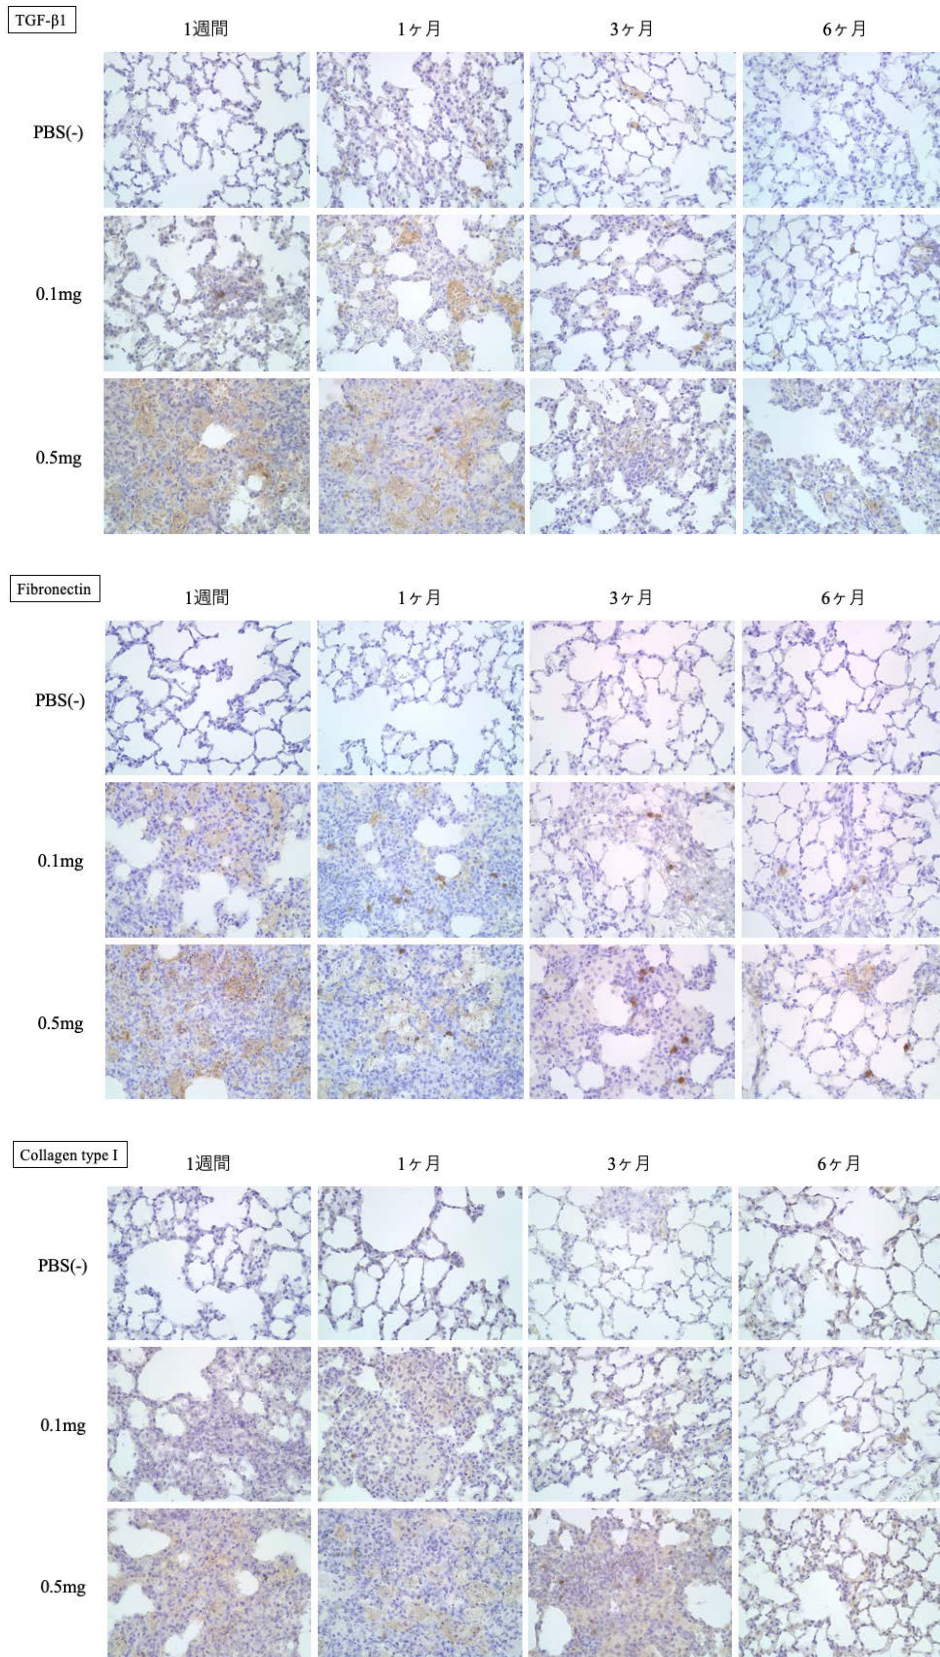 TGF-β1
1週間 1ヶ月 3ヶ月 6ヶ月
PBS(-)
0.1mg
0.5mg
Fibronectin
1週間 1ヶ月 3ヶ月 6ヶ月
PBS(-)
0.1mg
0.5mg
Collagen type I
1週間 1ヶ月 3ヶ月 6ヶ月
PBS(-)
0.1mg
0.5mg